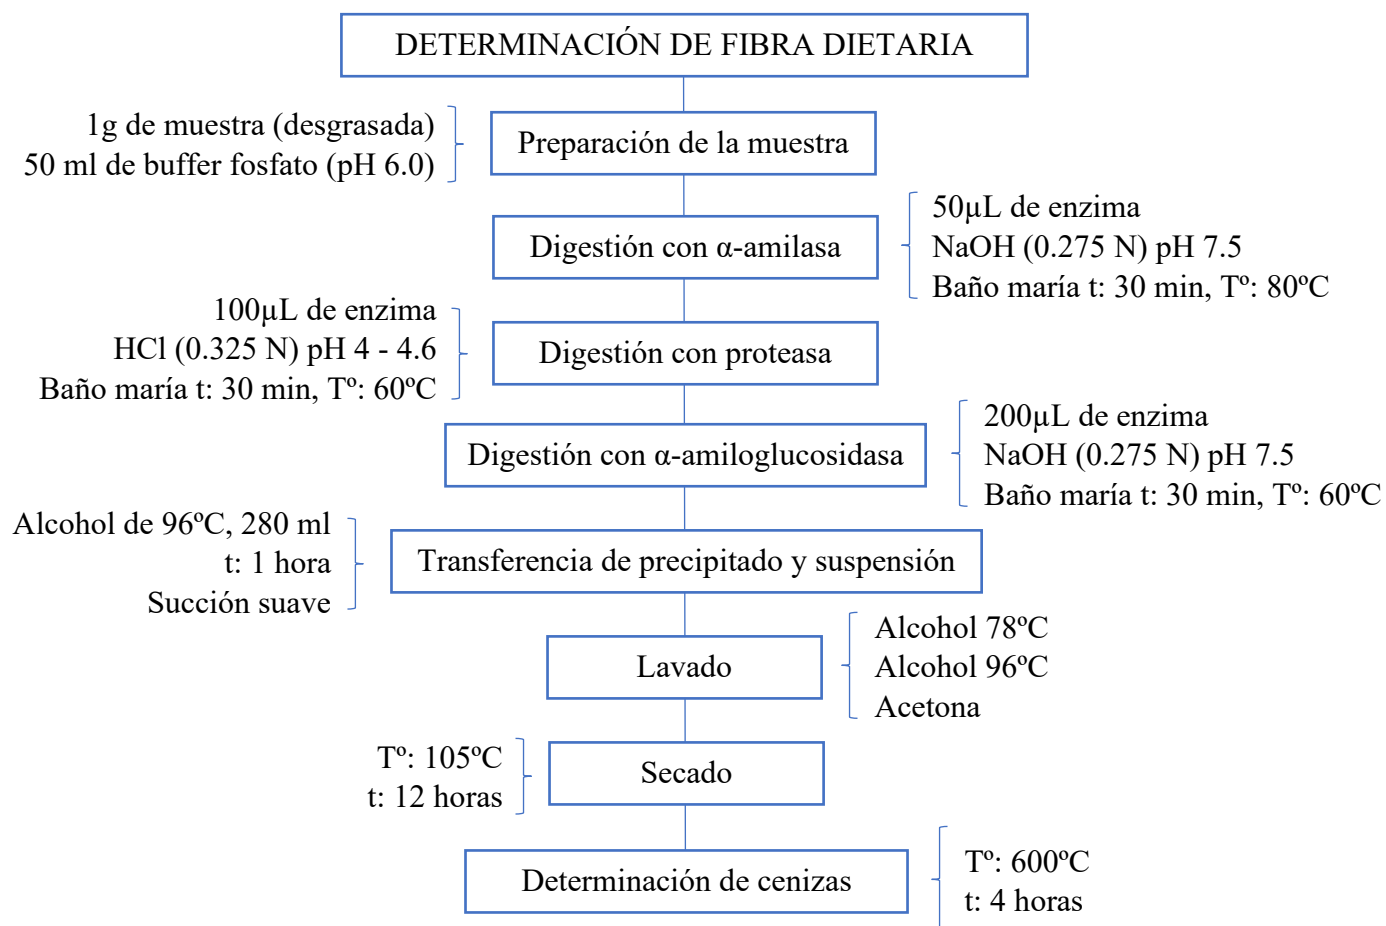 DETERMINACIÓN DE FIBRA DIETARIA
1g de muestra (desgrasada)
50 ml de buffer fosfato (pH 6.0)
Preparación de la muestra
Digestión con α-amilasa
50µL de enzima
NaOH (0.275 N) pH 7.5
Baño maría t: 30 min, Tº: 80ºC
100µL de enzima
HCl (0.325 N) pH 4 - 4.6
Baño maría t: 30 min, Tº: 60ºC
Digestión con proteasa
Digestión con α-amiloglucosidasa
200µL de enzima
NaOH (0.275 N) pH 7.5
Baño maría t: 30 min, Tº: 60ºC
Alcohol de 96ºC, 280 ml
t: 1 hora
Succión suave
Transferencia de precipitado y suspensión
Lavado
Alcohol 78ºC
Alcohol 96ºC
Acetona
Tº: 105ºC
t: 12 horas
Secado
Determinación de cenizas
Tº: 600ºC
t: 4 horas